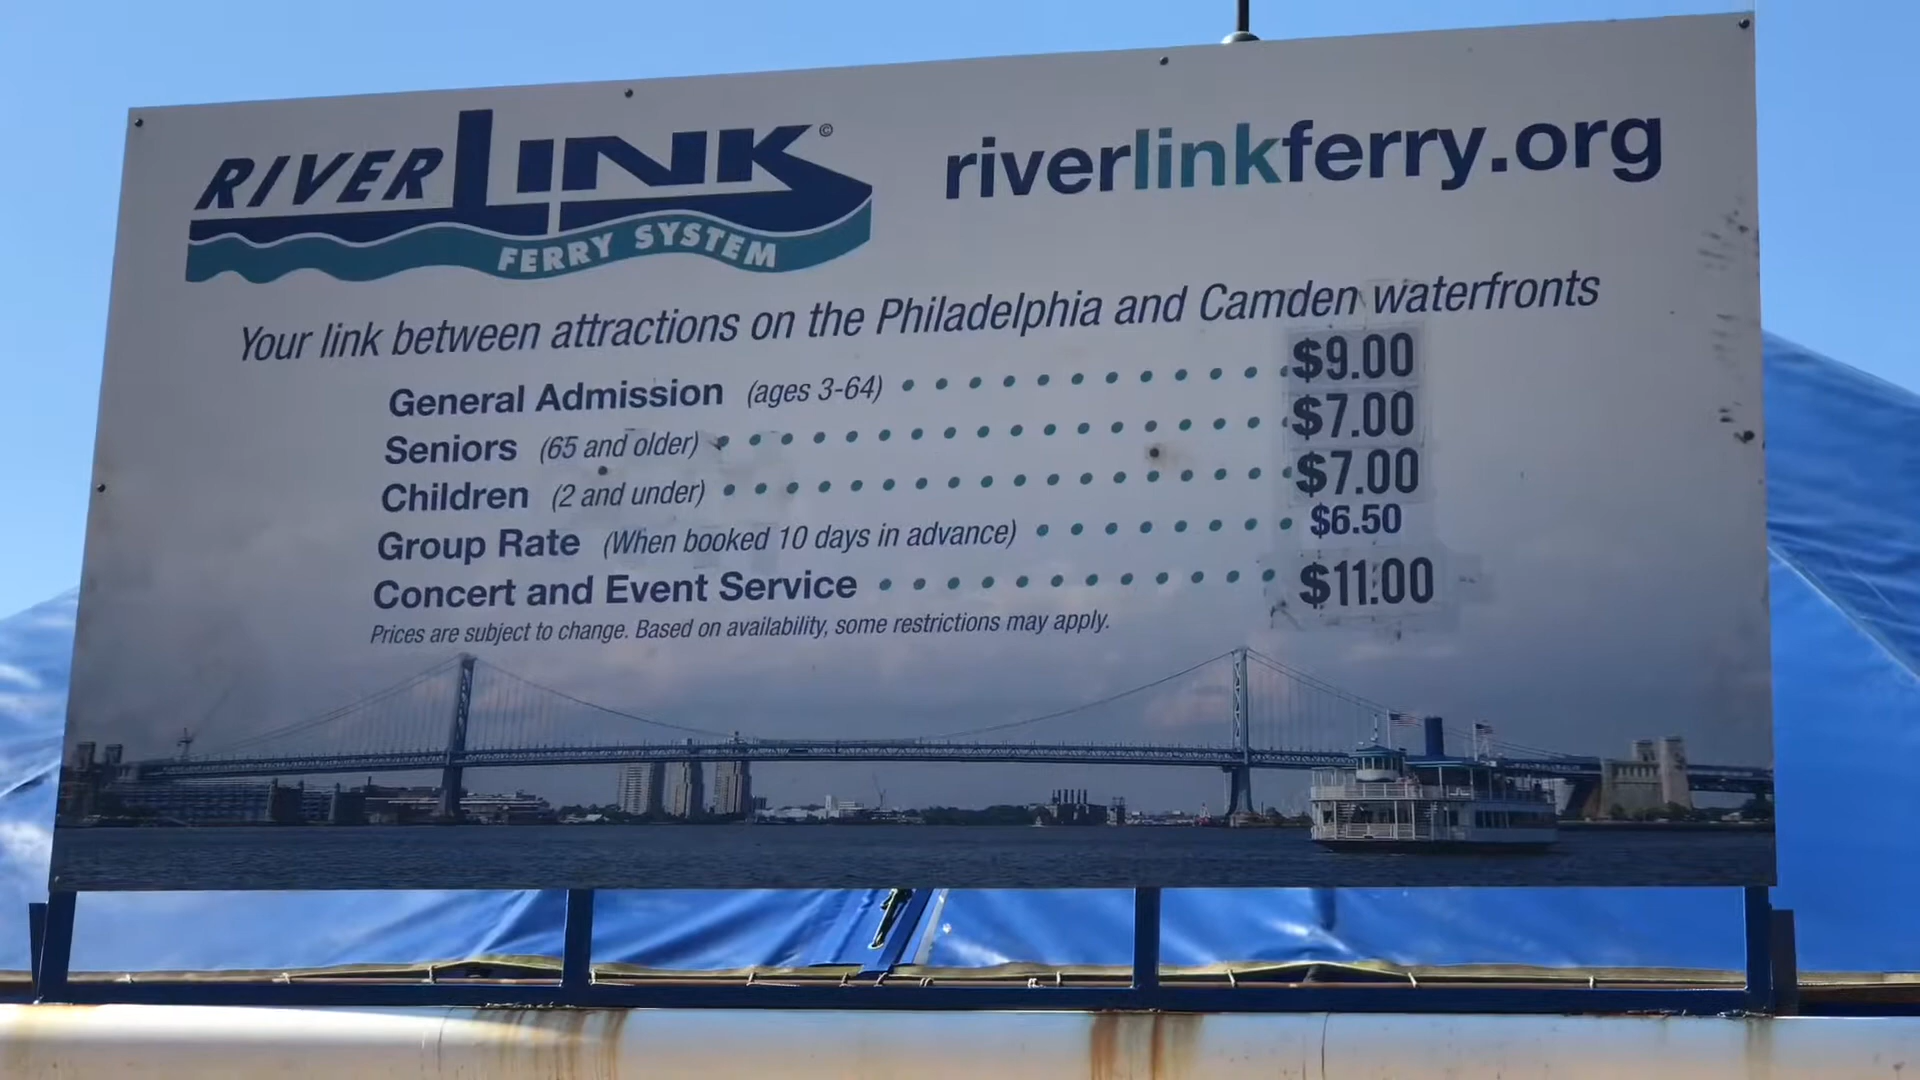 RIVERLINK©
FERRY SYSTEM
riverlinkferry.org
Your link between attractions on the Philadelphia and Camden waterfronts
General Admission (ages 3-64) . . . . . . . . . . . . $9.00
Seniors (65 and older) . . . . . . . . . . . . . . . . . . $7.00
Children (2 and under) . . . . . . . . . . . . . . . . . . $7.00
Group Rate (When booked 10 days in advance) . . . . . . . . $6.50
Concert and Event Service . . . . . . . . . . . . $11.00
Prices are subject to change. Based on availability, some restrictions may apply.